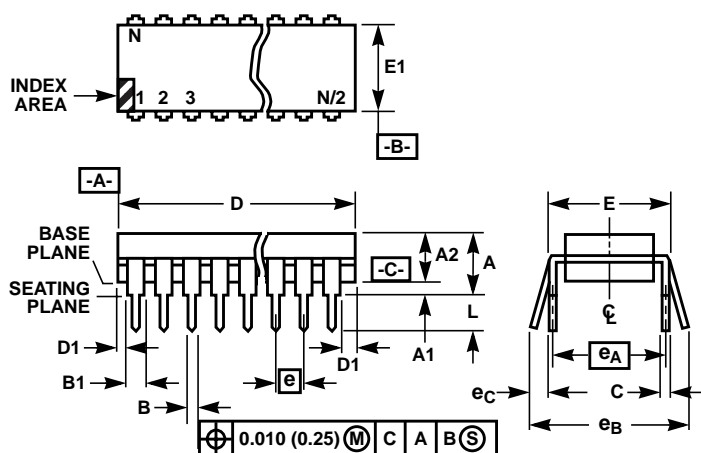 N
INDEX
AREA
1 2 3
N/2
E1
-B-
-A-
D
E
BASE
PLANE
SEATING
PLANE
-C-
A2
A
L
A1
D1
D1
B1
B
e
C
L
eA
eC
C
eB
0.010 (0.25) M C A B S